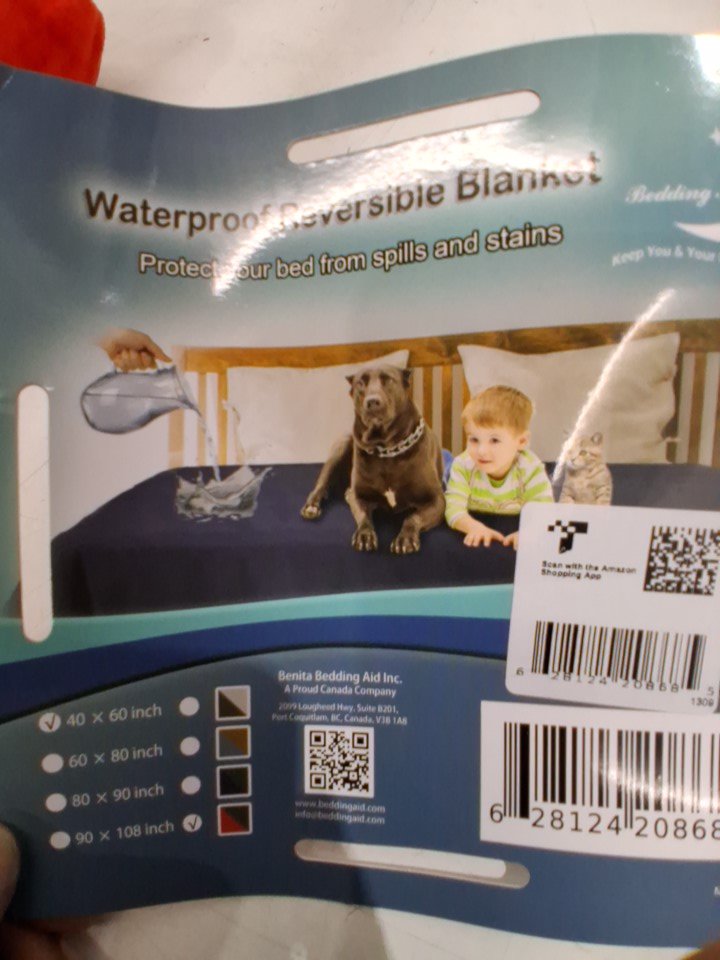 Waterproof Reversible Blanket
Protect your bed from spills and stains
Bedding
Keep You & Your
Scan with the Amazon
Shopping App
6 28124 20868 5
1309
Benita Bedding Aid Inc.
A Proud Canada Company
2099 Lougheed Hwy, Suite B201,
Port Coquitlam, BC, Canada, V3B 1A8
www.beddingaid.com
info@beddingaid.com
40 × 60 inch
60 × 80 inch
80 × 90 inch
90 × 108 inch
6 28124 20868